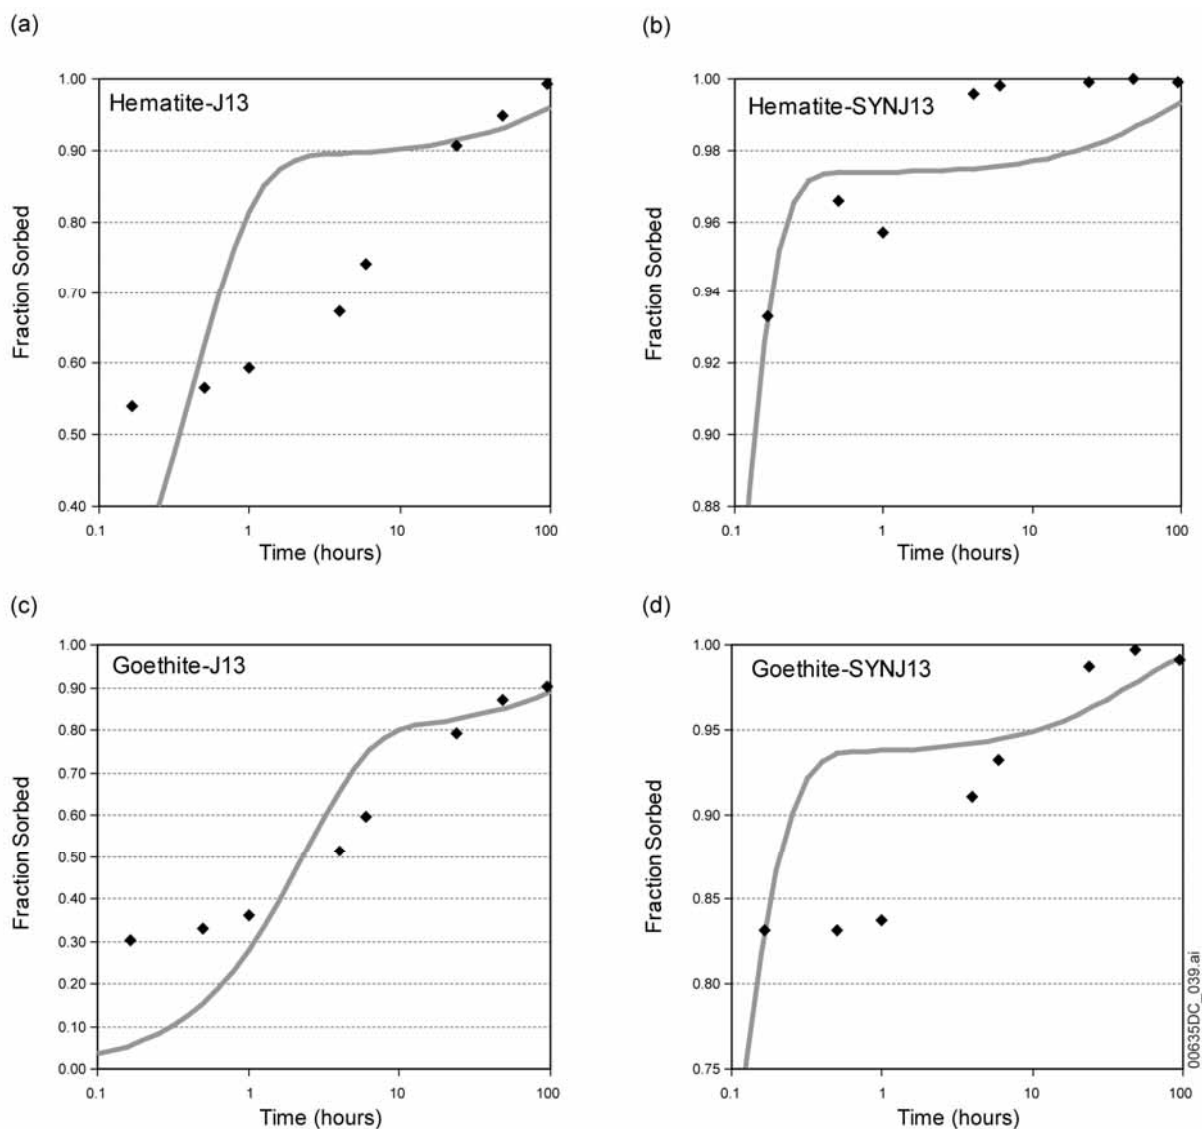 (a)
Hematite-J13
Fraction Sorbed
1.00
0.90
0.80
0.70
0.60
0.50
0.40
0.1
1
10
100
Time (hours)
(b)
Hematite-SYNJ13
Fraction Sorbed
1.00
0.98
0.96
0.94
0.92
0.90
0.88
0.1
1
10
100
Time (hours)
(c)
Goethite-J13
Fraction Sorbed
1.00
0.90
0.80
0.70
0.60
0.50
0.40
0.30
0.20
0.10
0.00
0.1
1
10
100
Time (hours)
(d)
Goethite-SYNJ13
Fraction Sorbed
1.00
0.95
0.90
0.85
0.80
0.75
0.1
1
10
100
Time (hours)
00635DC_039.ai